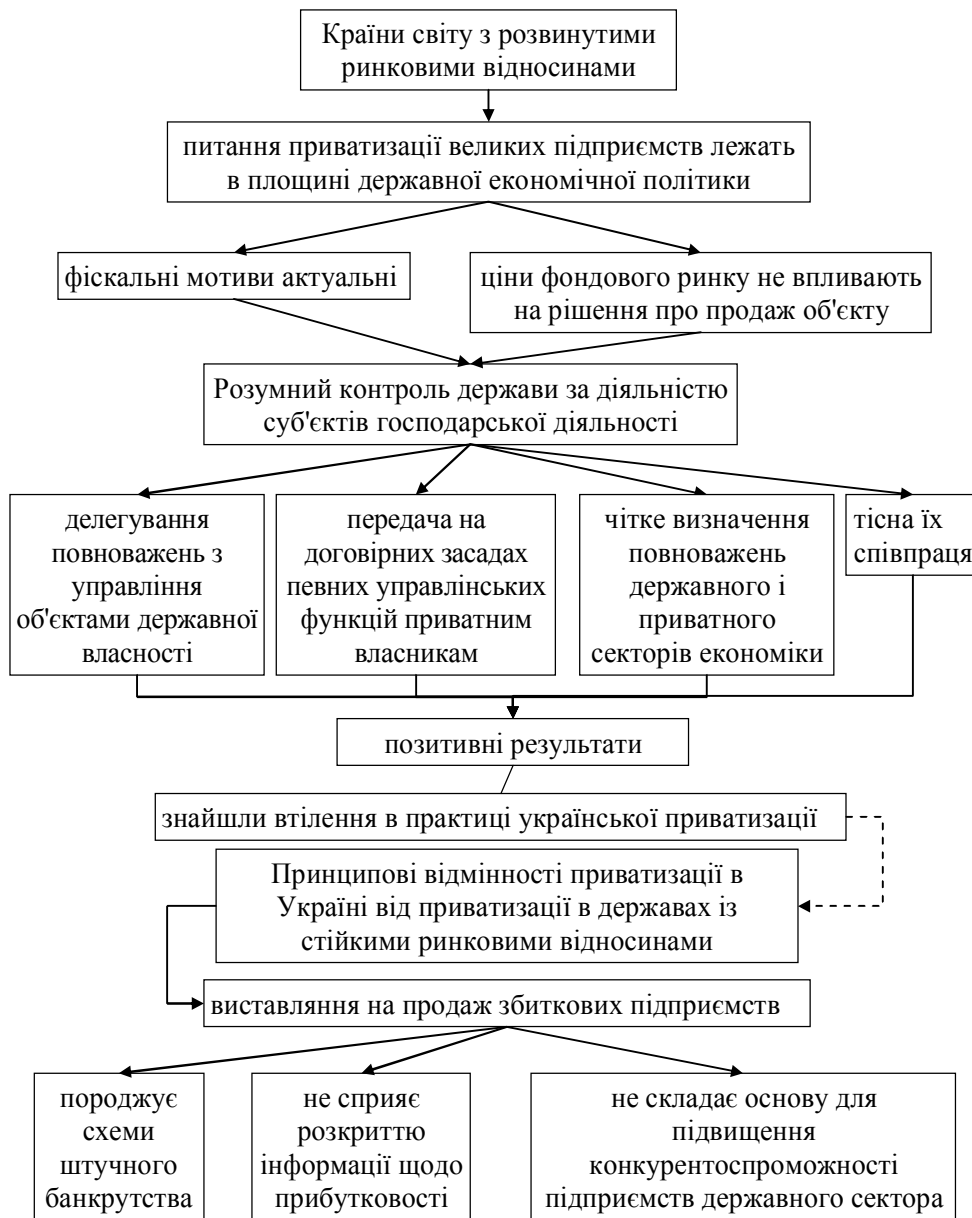 Країни світу з розвинутими
ринковими відносинами
питання приватизації великих підприємств лежать
в площині державної економічної політики
фіскальні мотиви актуальні
ціни фондового ринку не впливають
на рішення про продаж об'єкту
Розумний контроль держави за діяльністю
суб'єктів господарської діяльності
делегування
повноважень з
управління
об'єктами державної
власності
передача на
договірних засадах
певних управлінських
функцій приватним
власникам
чітке визначення
повноважень
державного і
приватного
секторів економіки
тісна їх
співпраця
позитивні результати
знайшли втілення в практиці української приватизації
Принципові відмінності приватизації в
Україні від приватизації в державах із
стійкими ринковими відносинами
виставляння на продаж збиткових підприємств
породжує
схеми
штучного
банкрутства
не сприяє
розкриттю
інформації щодо
прибутковості
не складає основу для
підвищення
конкурентоспроможності
підприємств державного сектора